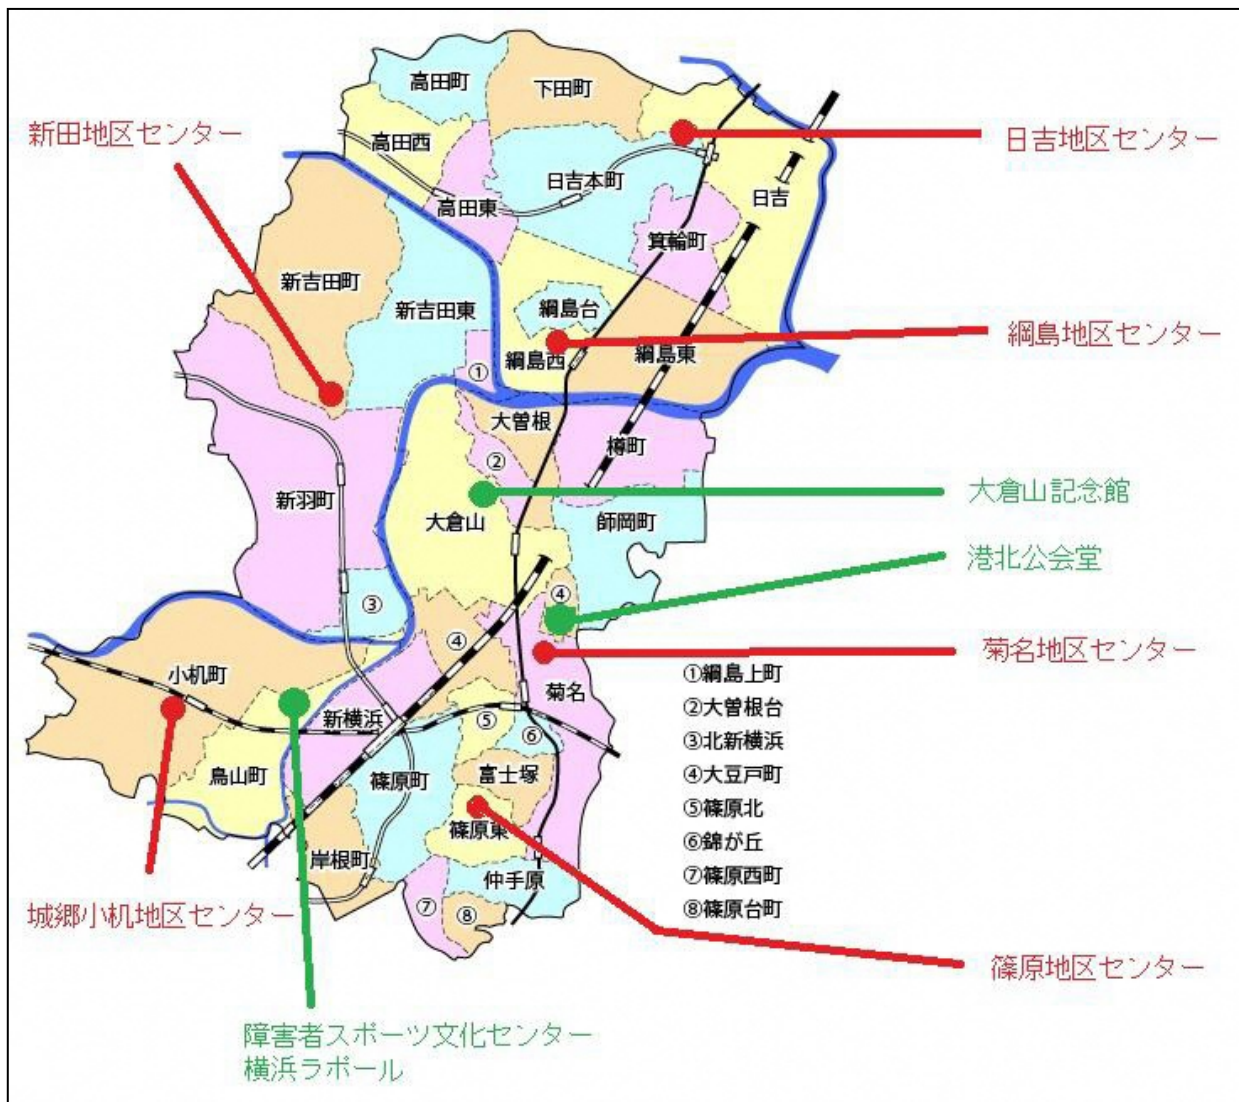 高田町
下田町
新田地区センター
高田西
日吉地区センター
日吉本町
高田東
日吉
箕輪町
新吉田町
新吉田東
綱島台
綱島地区センター
綱島西
綱島東
①
大曽根
樽町
②
新羽町
大倉山
大倉山記念館
師岡町
港北公会堂
③
④
④
菊名地区センター
小机町
菊名
①綱島上町
②大曽根台
③北新横浜
④大豆戸町
⑤篠原北
⑥錦が丘
⑦篠原西町
⑧篠原台町
新横浜
⑤
⑥
鳥山町
篠原町
富士塚
篠原東
岸根町
仲手原
⑦
⑧
城郷小机地区センター
篠原地区センター
障害者スポーツ文化センター
横浜ラポール